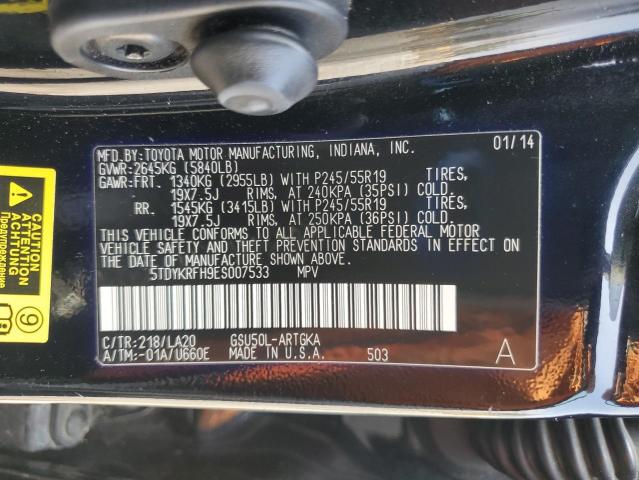 MFD.BY:TOYOTA MOTOR MANUFACTURING, INDIANA, INC. 01/14
GVWR:2645KG (5840LB)
GAWR:FRT. 1340KG (2955LB) WITH P245/55R19 TIRES,
19X7.5J RIMS, AT 240KPA (35PSI) COLD.
RR. 1545KG (3415LB) WITH P245/55R19 TIRES,
19X7.5J RIMS, AT 250KPA (36PSI) COLD.
THIS VEHICLE CONFORMS TO ALL APPLICABLE FEDERAL MOTOR
VEHICLE SAFETY AND THEFT PREVENTION STANDARDS IN EFFECT
ON THE DATE OF MANUFACTURE SHOWN ABOVE.
5TDYKRFH9ES007533 MPV
C/TR:218/LA20 GSU50L-ARTGKA
A/TM:-01A/U660E MADE IN U.S.A. 503 A
ATTENTION
ACHTUNG
Предупреждение
9